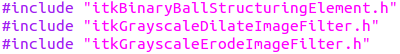 #include "itkBinaryBallStructuringElement.h"
#include "itkGrayscaleDilateImageFilter.h"
#include "itkGrayscaleErodeImageFilter.h"